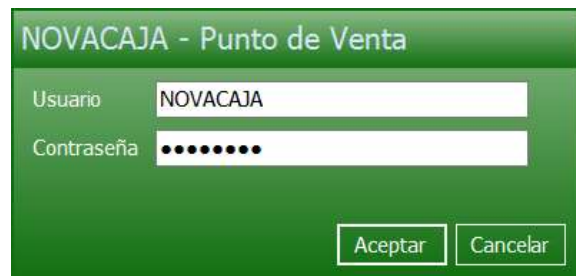 NOVACAJA - Punto de Venta
Usuario NOVACAJA
Contraseña ••••••••
Aceptar Cancelar